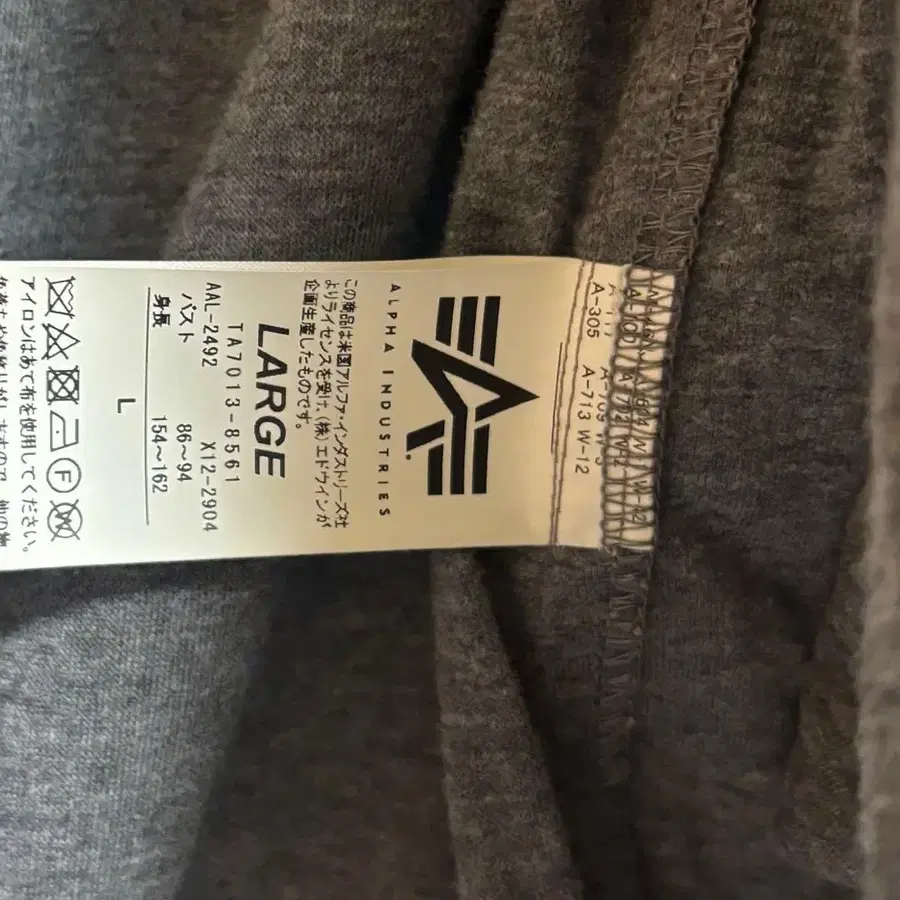 A-305 A-713 W-12
ALPHA INDUSTRIES
この商品は米国アルファ・インダストリーズ社
よりライセンスを受け、(株)エドウインが
企画生産したものです。
LARGE
TA7013-8561
AAL-2492 X12-2904
バスト 86〜94
身長 154〜162
L
アイロンはあて布を使用してください。